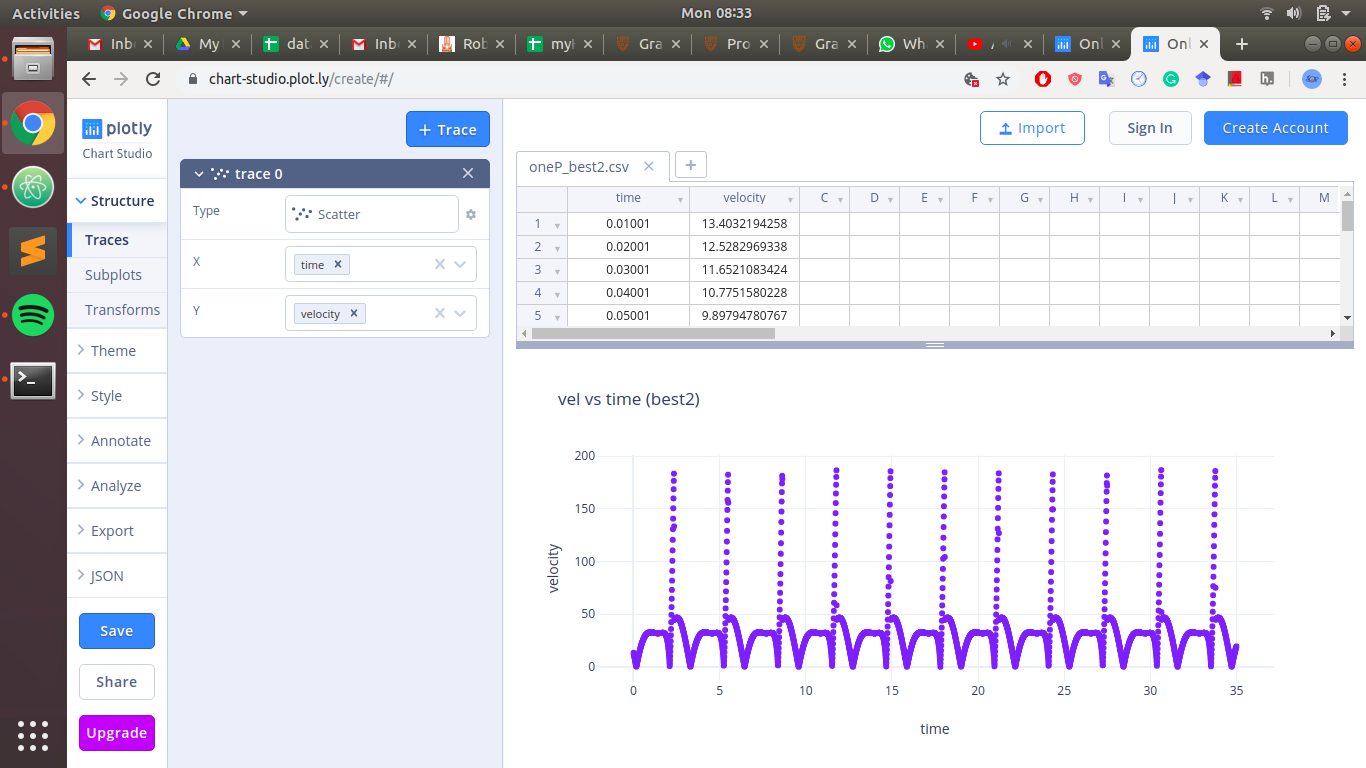 Activities Google Chrome Mon 08:33
Inb My dat Inb Rob myl Gra Pro Gra Wha Onl Onl
chart-studio.plot.ly/create/#/
plotly
Chart Studio
Structure
Traces
Subplots
Transforms
Theme
Style
Annotate
Analyze
Export
JSON
Save
Share
Upgrade
+ Trace
trace 0
Type Scatter
X time
Y velocity
Import Sign In Create Account
oneP_best2.csv
time velocity C D E F G H I J K L M
1 0.01001 13.4032194258
2 0.02001 12.5282969338
3 0.03001 11.6521083424
4 0.04001 10.7751580228
5 0.05001 9.89794780767
vel vs time (best2)
200
150
100
50
0
velocity
0 5 10 15 20 25 30 35
time